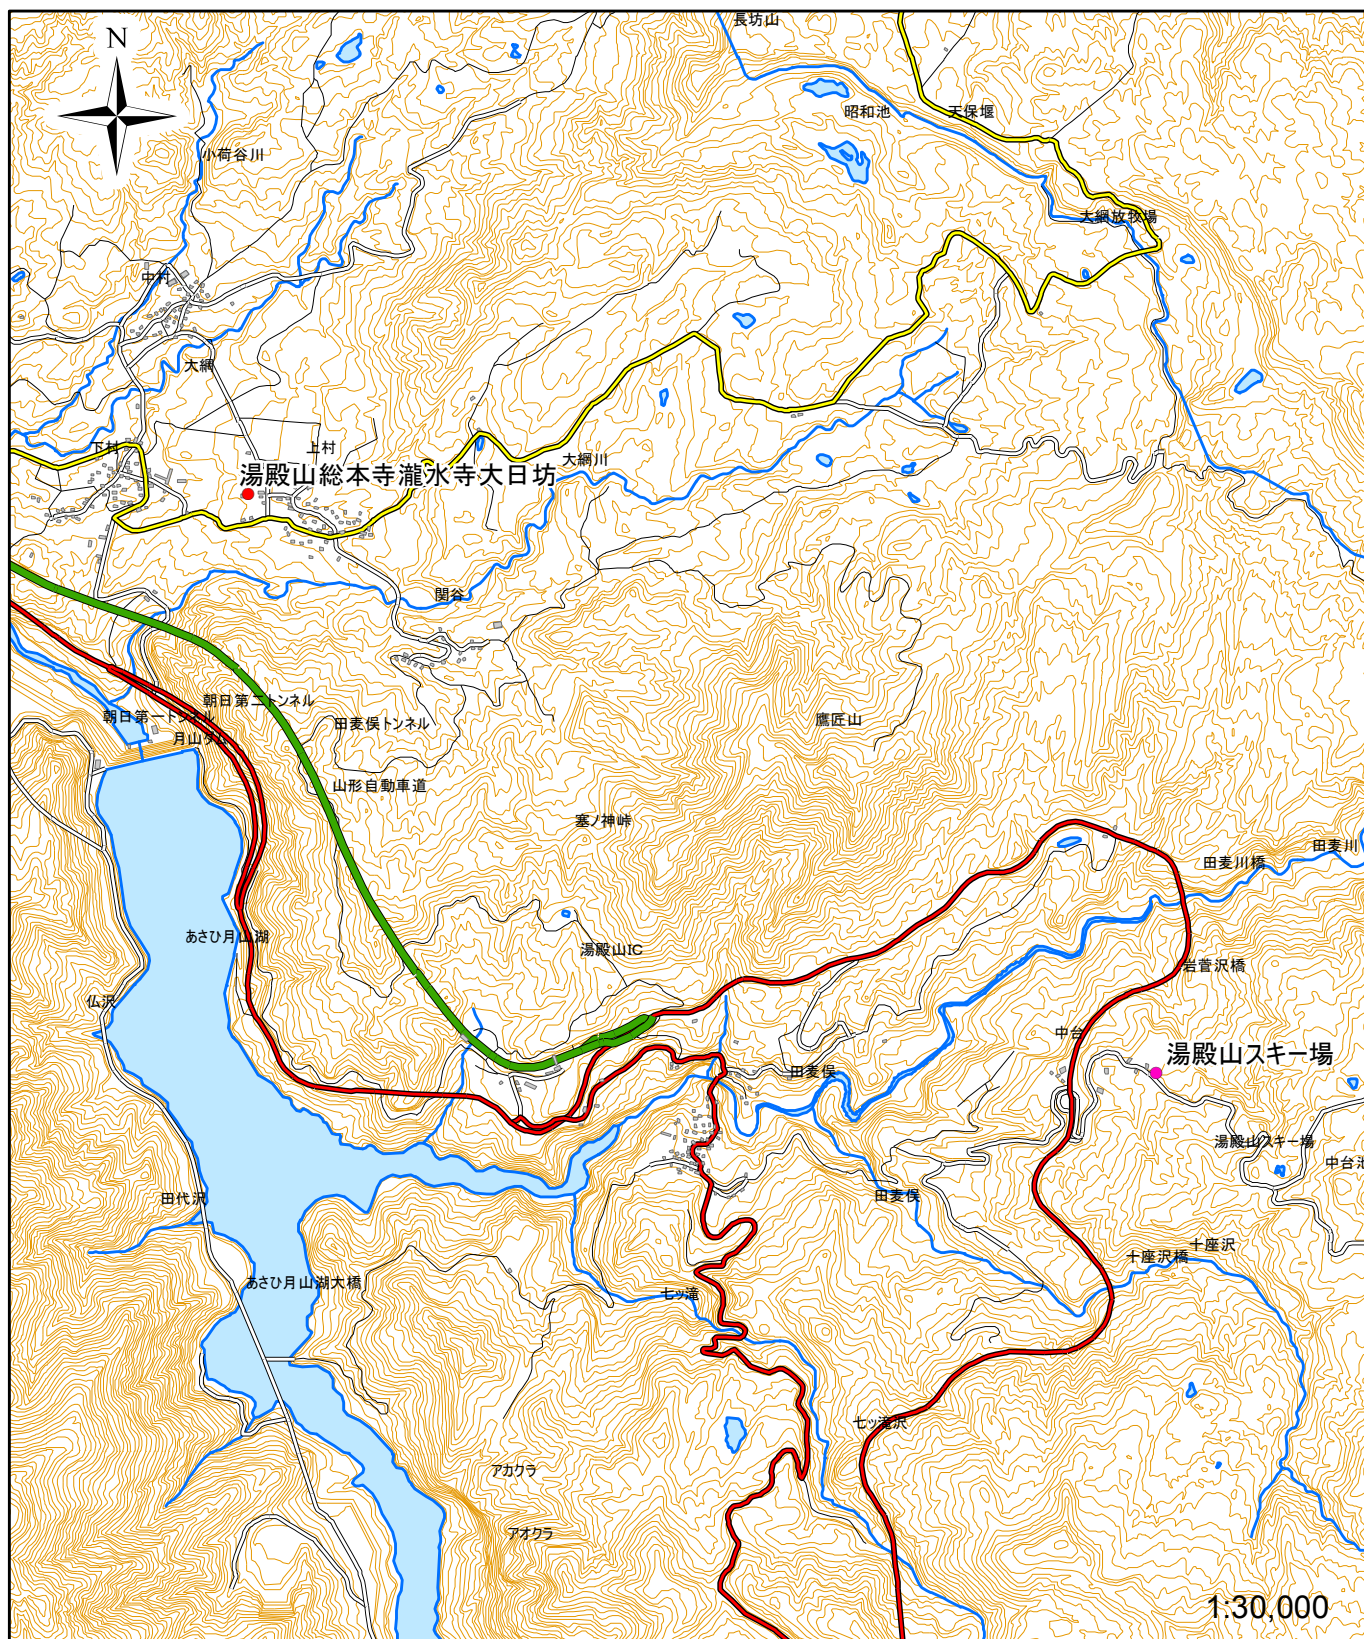 長坊山
N
昭和池
天保堰
小荷谷川
大網放牧場
中村
大網
下村
上村
大網川
湯殿山総本寺瀧水寺大日坊
関谷
朝日第二トンネル
朝日第一トンネル
田麦俣トンネル
鷹匠山
月山ダム
山形自動車道
塞ノ神峠
田麦川
田麦川橋
あさひ月山湖
湯殿山IC
岩菅沢橋
仏沢
中台
湯殿山スキー場
田麦俣
湯殿山スキー場
中台池
田代沢
田麦俣
十座沢
十座沢橋
あさひ月山湖大橋
七ッ滝
七ッ滝沢
アカクラ
アオクラ
1:30,000